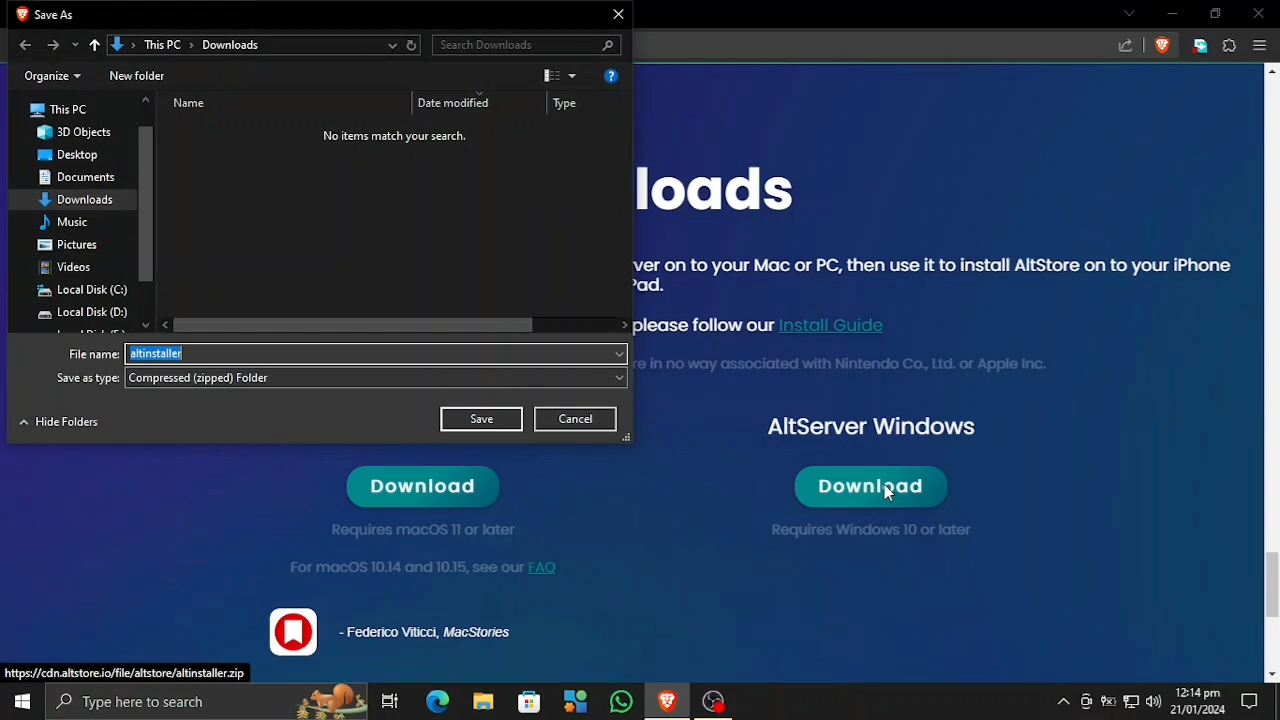 Save As
This PC
Downloads
Search Downloads
Organize
New folder
This PC
3D Objects
Desktop
Documents
Downloads
Music
Pictures
Videos
Local Disk (C:)
Local Disk (D:)
Name
Date modified
Type
No items match your search.
File name: altinstaller
Save as type: Compressed (zipped) Folder
Hide Folders
Save
Cancel
loads
ver on to your Mac or PC, then use it to install AltStore on to your iPhone
Pad.
please follow our Install Guide
re in no way associated with Nintendo Co., Ltd. or Apple Inc.
AltServer Windows
Download
Download
Requires macOS 11 or later
Requires Windows 10 or later
For macOS 10.14 and 10.15, see our FAQ
- Federico Viticci, MacStories
https://cdn.altstore.io/file/altstore/altinstaller.zip
Type here to search
12:14 pm
21/01/2024